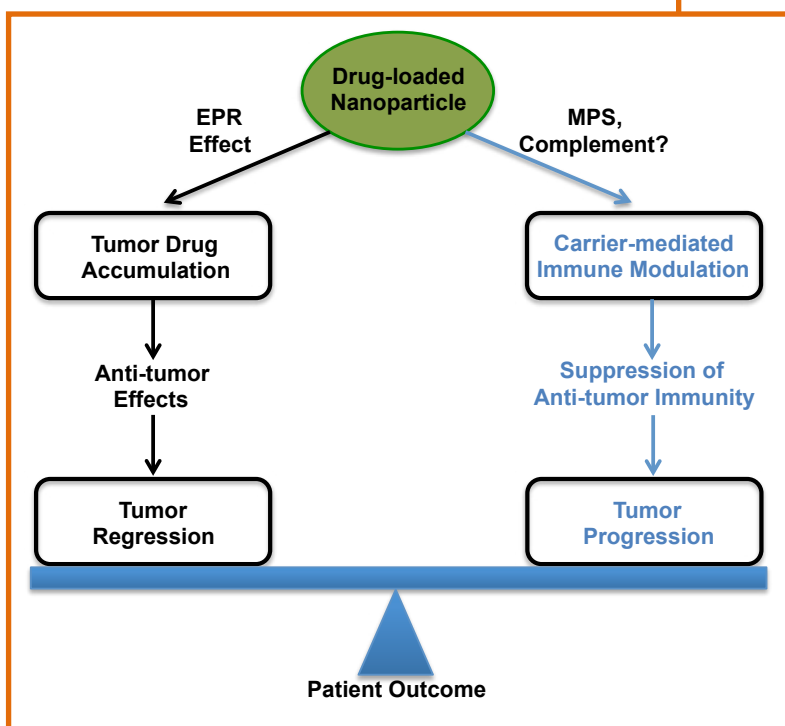 Drug-loaded
Nanoparticle
EPR
Effect
MPS,
Complement?
Tumor Drug
Accumulation
Carrier-mediated
Immune Modulation
Anti-tumor
Effects
Suppression of
Anti-tumor Immunity
Tumor
Regression
Tumor
Progression
Patient Outcome